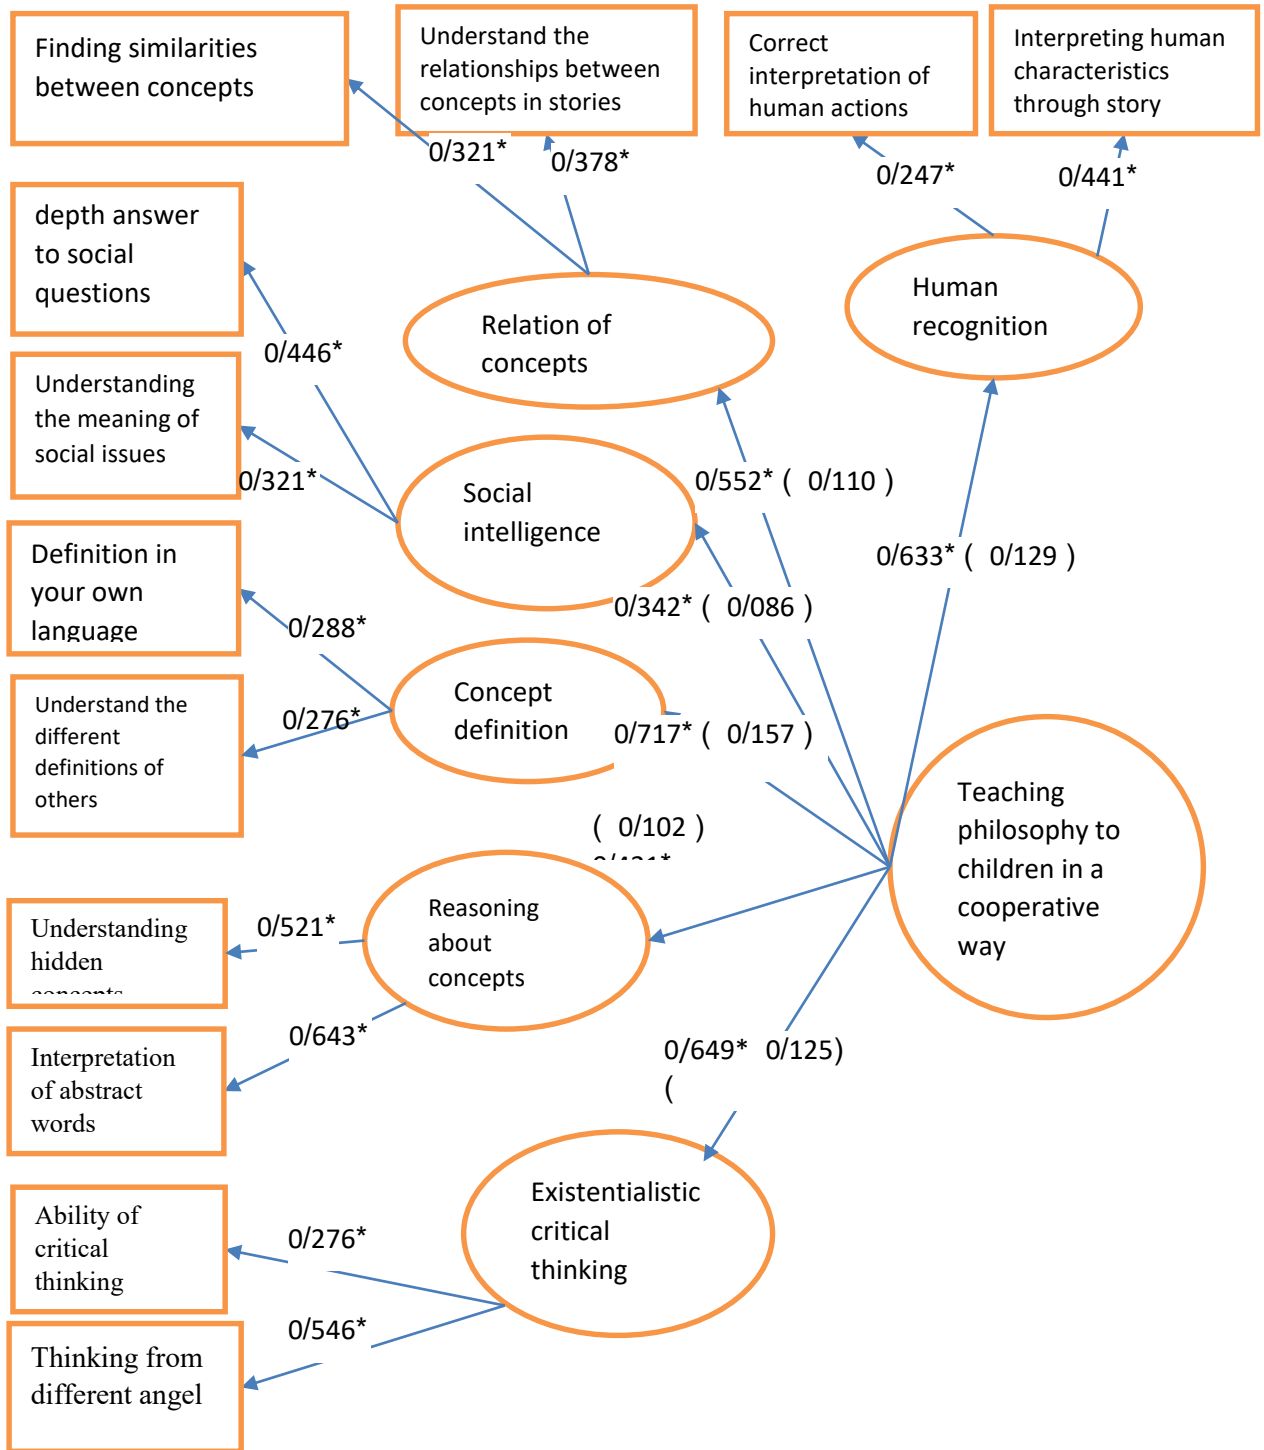 Finding similarities
between concepts
Understand the
relationships between
concepts in stories
Correct
interpretation of
human actions
Interpreting human
characteristics
through story
0/321*
0/378*
0/247*
0/441*
depth answer
to social
questions
Relation of
concepts
Human
recognition
0/446*
Understanding
the meaning of
social issues
0/321*
Social
intelligence
0/552* ( 0/110 )
0/633* ( 0/129 )
Definition in
your own
language
0/288*
0/342* ( 0/086 )
Understand the
different
definitions of
others
0/276*
Concept
definition
0/717* ( 0/157 )
Teaching
philosophy to
children in a
cooperative
way
( 0/102 )
Understanding
hidden
concepts
0/521*
Reasoning
about
concepts
0/643*
Interpretation
of abstract
words
0/649* 0/125)
(
Ability of
critical
thinking
0/276*
Existentialistic
critical
thinking
0/546*
Thinking from
different angel